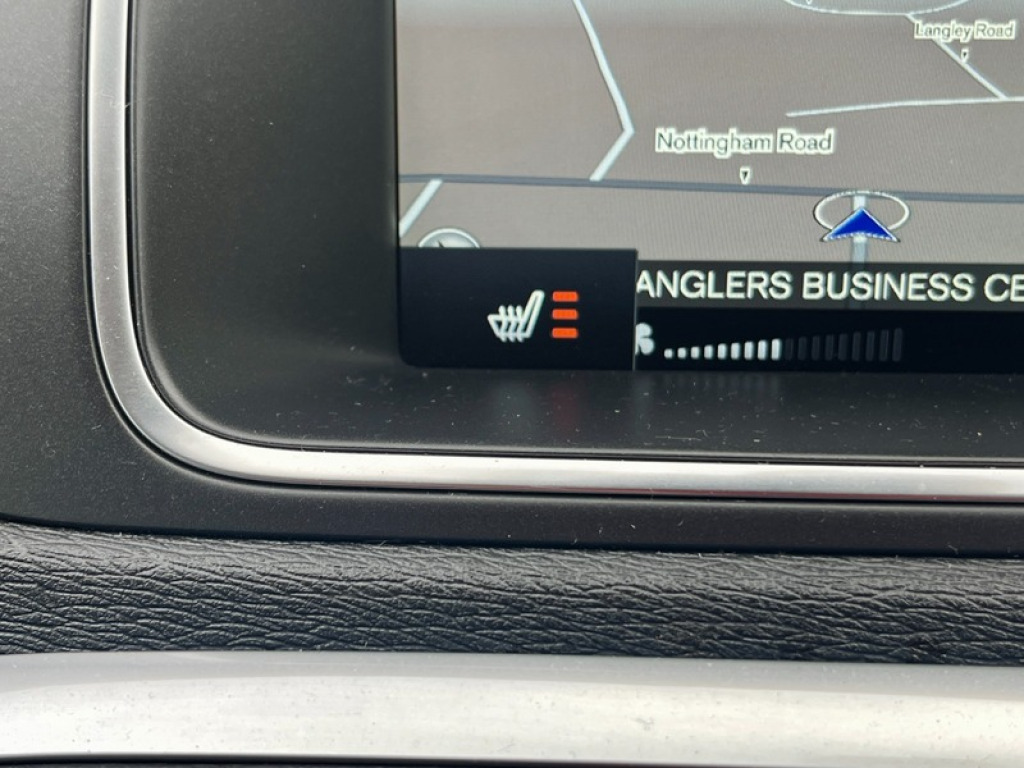 Langley Road
Nottingham Road
ANGLERS BUSINESS CE